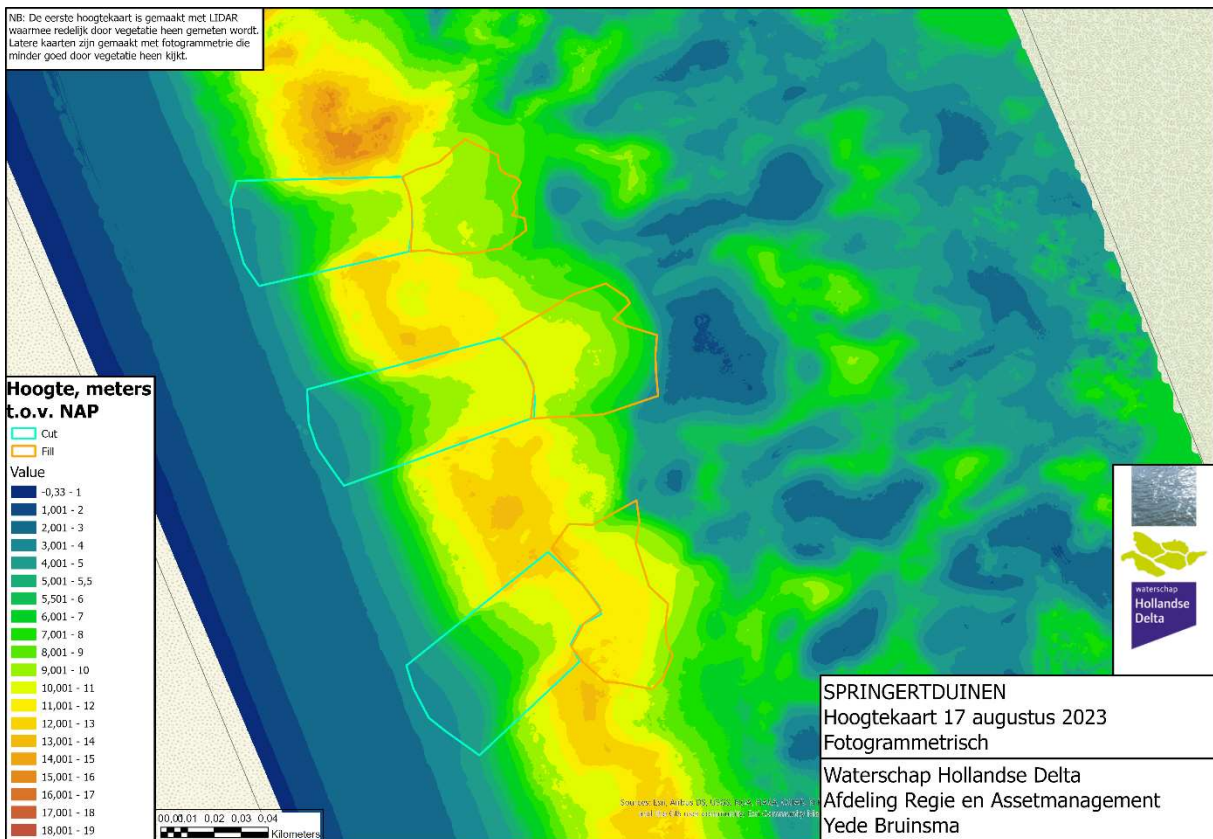 NB: De eerste hoogtekaart is gemaakt met LIDAR
waarmee redelijk door vegetatie heen gemeten wordt.
Latere kaarten zijn gemaakt met fotogrammetrie die
minder goed door vegetatie heen kijkt.
Hoogte, meters
t.o.v. NAP
Cut
Fill
Value
-0,33 - 1
1,001 - 2
2,001 - 3
3,001 - 4
4,001 - 5
5,001 - 5,5
5,501 - 6
6,001 - 7
7,001 - 8
8,001 - 9
9,001 - 10
10,001 - 11
11,001 - 12
12,001 - 13
13,001 - 14
14,001 - 15
15,001 - 16
16,001 - 17
17,001 - 18
18,001 - 19
0,02 0,03 0,04
Kilometers
Sources: Esri, Airbus DS, USGS,
waterschap
Hollandse
Delta
SPRINGERTDUINEN
Hoogtekaart 17 augustus 2023
Fotogrammetrisch
Waterschap Hollandse Delta
Afdeling Regie en Assetmanagement
Yede Bruinsma